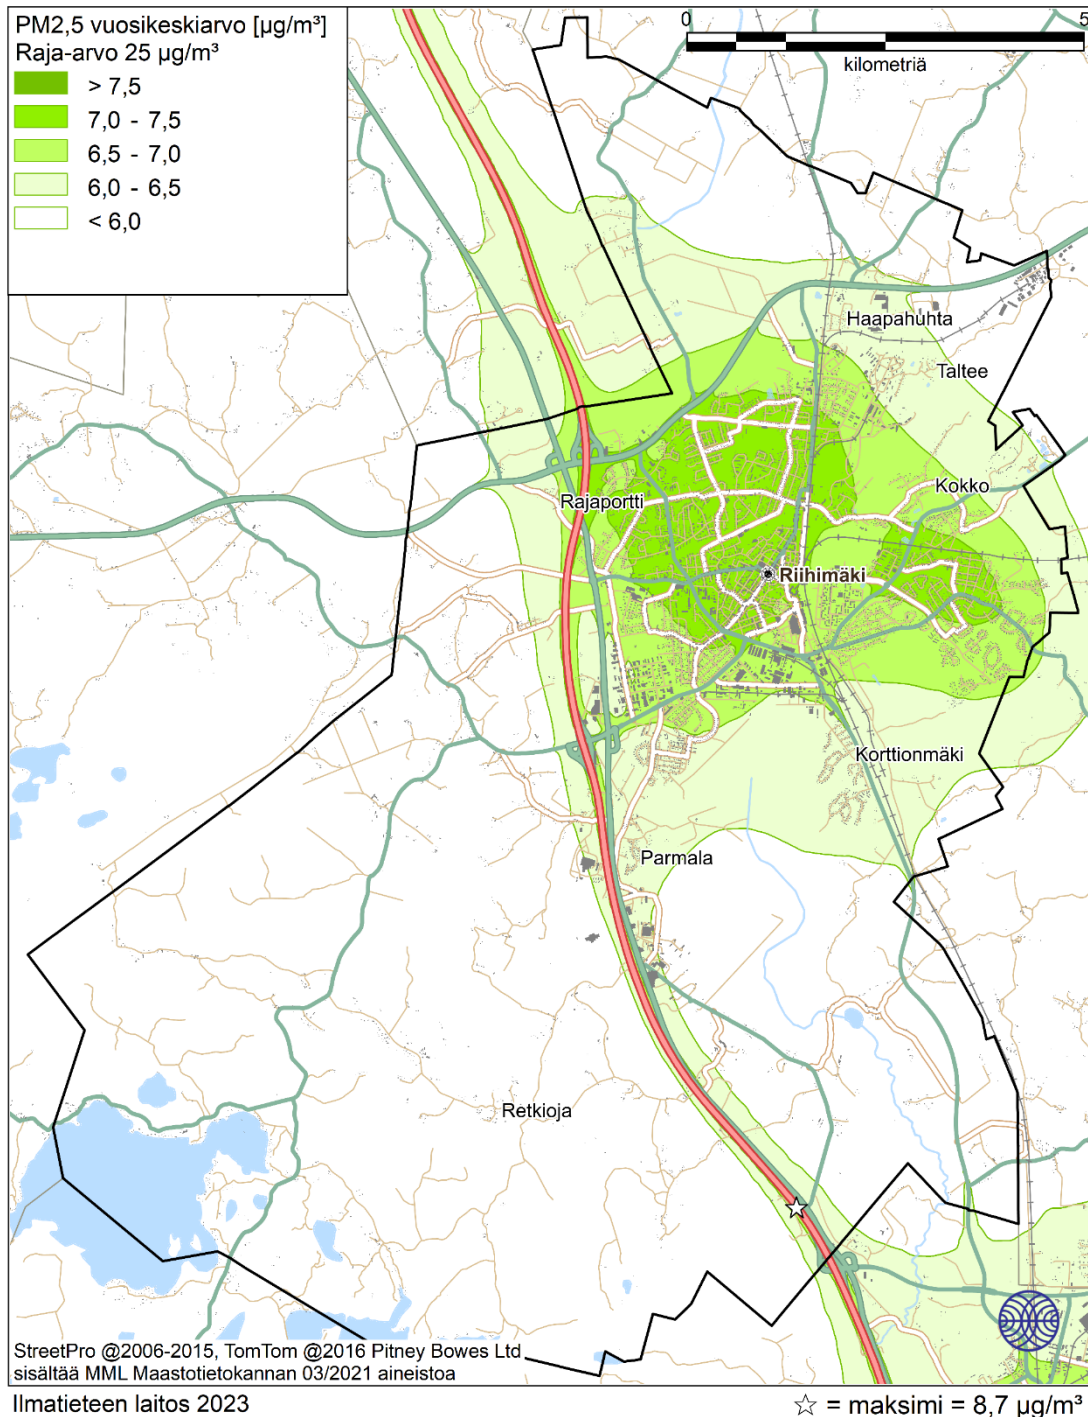 PM2,5 vuosikeskiarvo [µg/m³]
Raja-arvo 25 µg/m³
> 7,5
7,0 - 7,5
6,5 - 7,0
6,0 - 6,5
< 6,0
0 5
kilometriä
Haapahuhta
Taltee
Kokko
Rajaportti
Riihimäki
Korttionmäki
Parmala
Retkioja
StreetPro @2006-2015, TomTom @2016 Pitney Bowes Ltd
sisältää MML Maastotietokannan 03/2021 aineistoa
Ilmatieteen laitos 2023
☆ = maksimi = 8,7 µg/m³